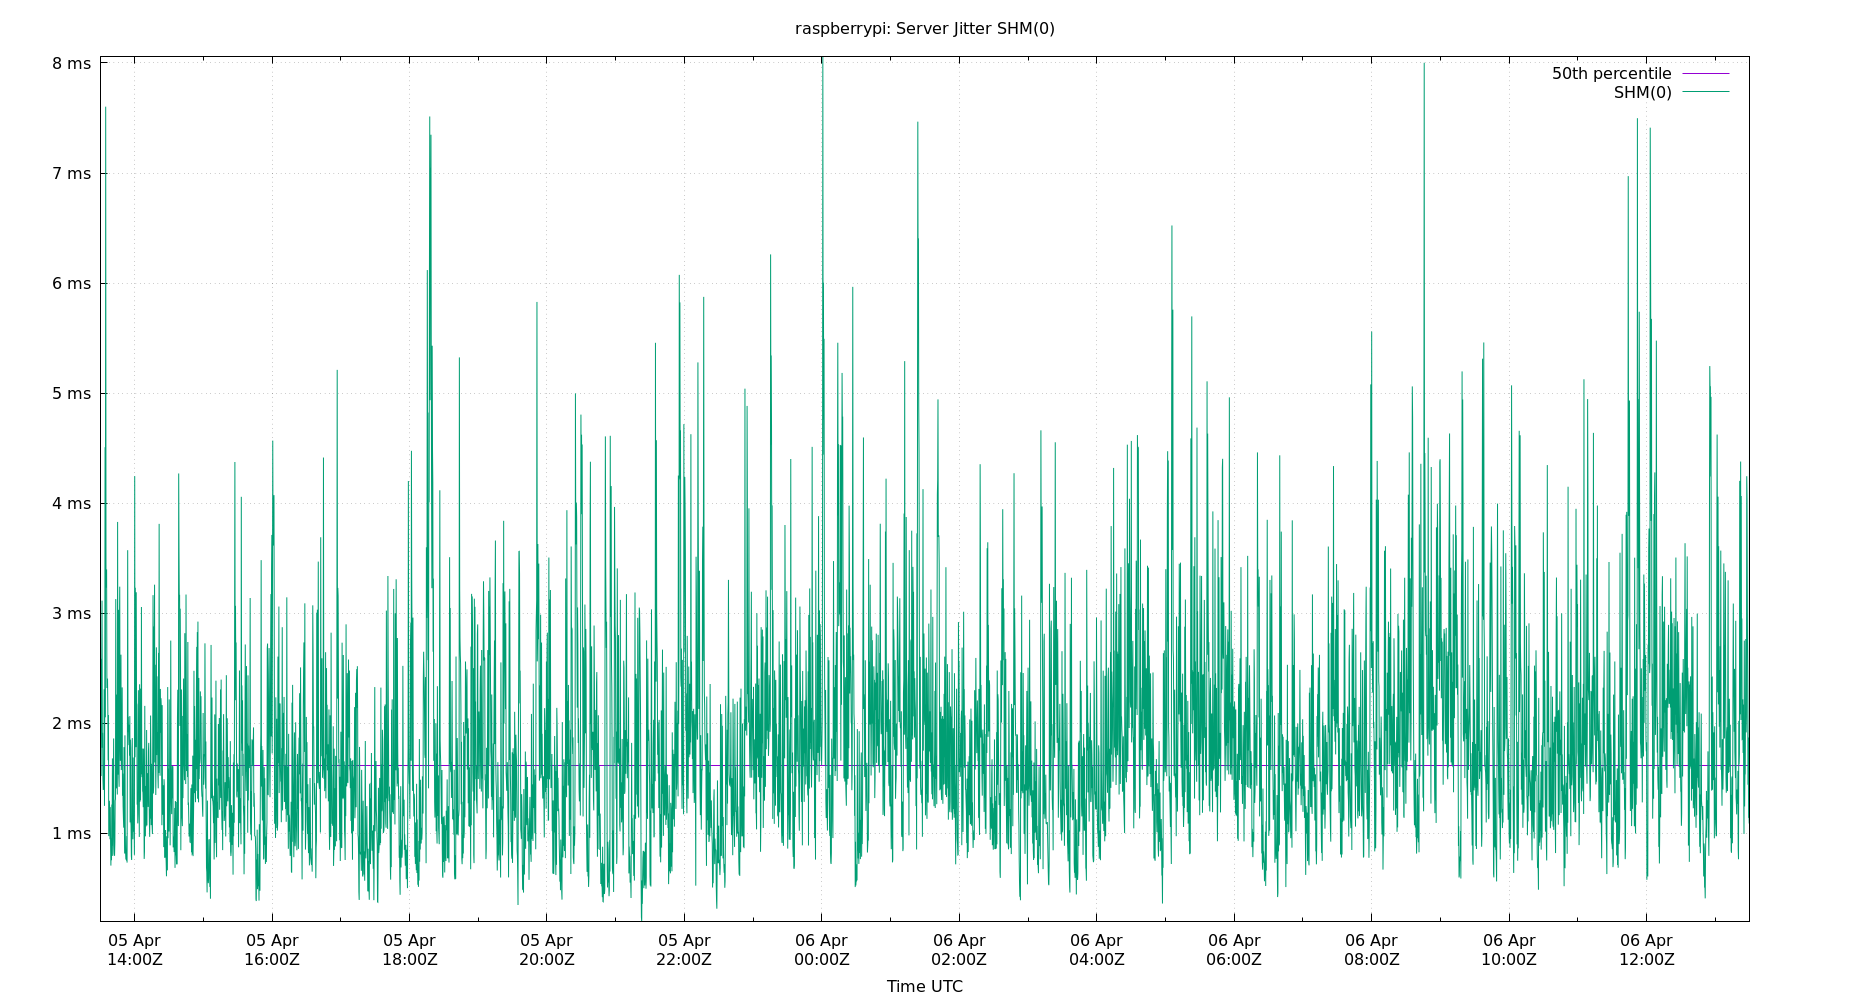 raspberrypi: Server Jitter SHM(0)
50th percentile
SHM(0)
8 ms
7 ms
6 ms
5 ms
4 ms
3 ms
2 ms
1 ms
05 Apr 05 Apr 05 Apr 05 Apr 05 Apr 06 Apr 06 Apr 06 Apr 06 Apr 06 Apr 06 Apr 06 Apr
14:00Z 16:00Z 18:00Z 20:00Z 22:00Z 00:00Z 02:00Z 04:00Z 06:00Z 08:00Z 10:00Z 12:00Z
Time UTC